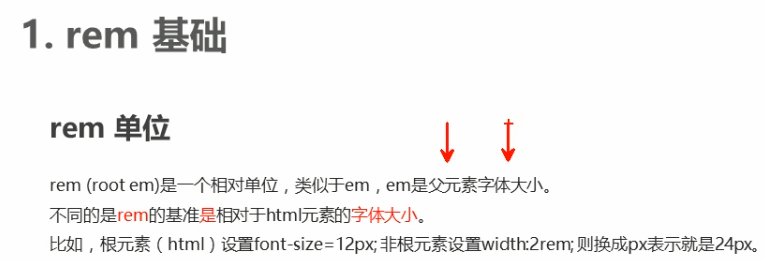 1. rem 基础
rem 单位
rem (root em)是一个相对单位，类似于em，em是父元素字体大小。
不同的是rem的基准是相对于html元素的字体大小。
比如，根元素（html）设置font-size=12px; 非根元素设置width:2rem; 则换成px表示就是24px。